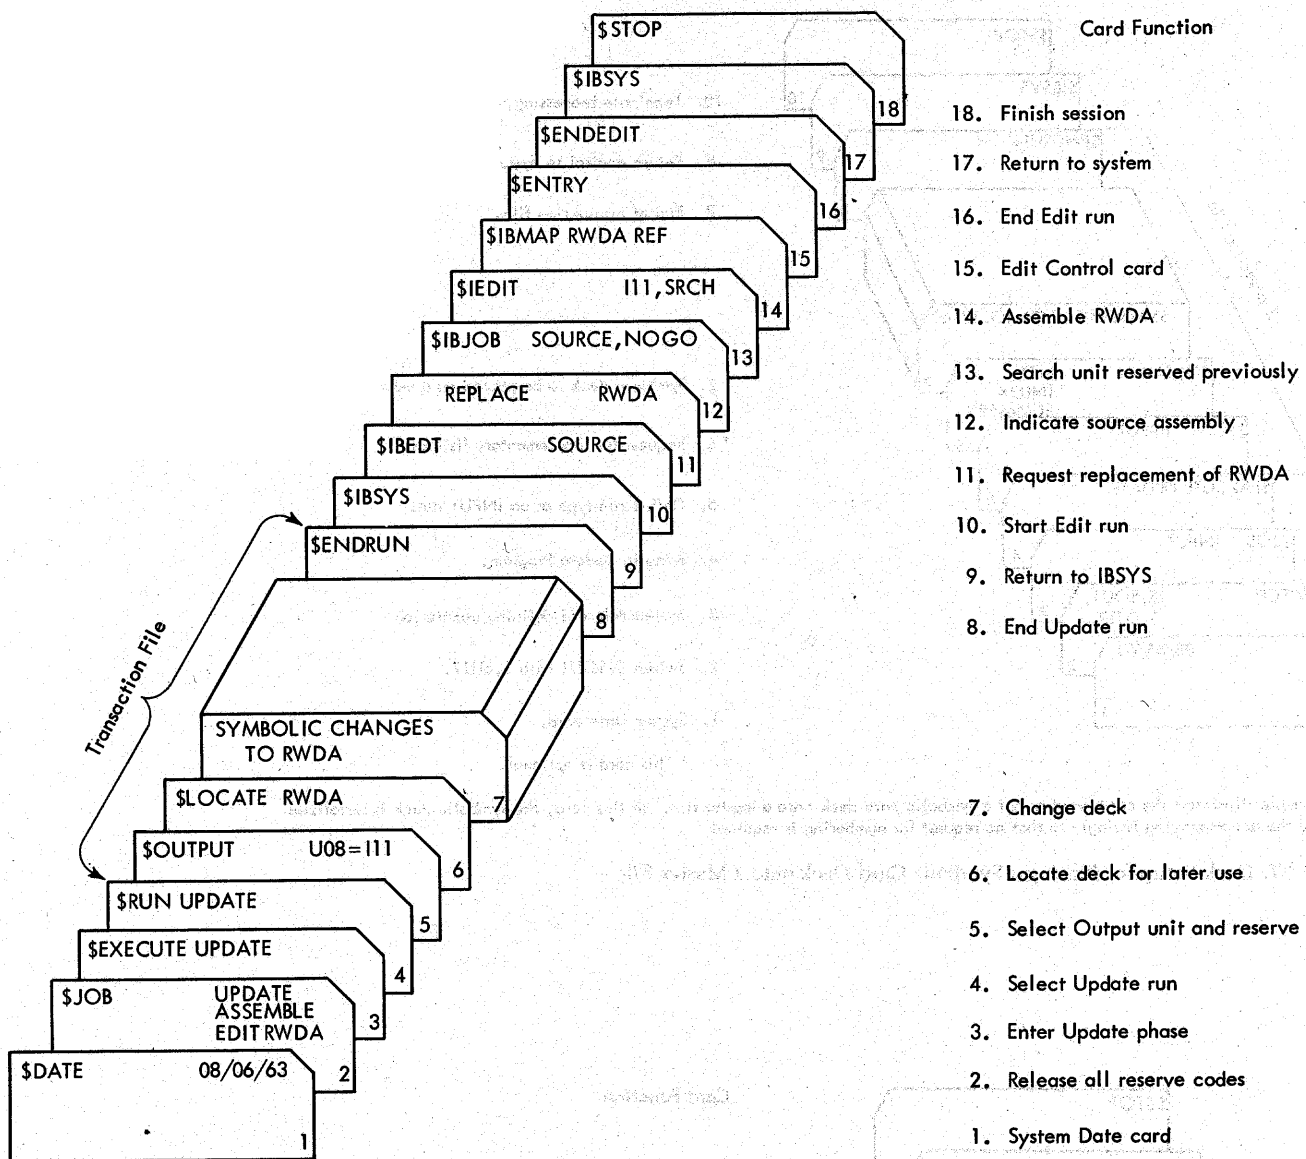 $STOP
Card Function
$IBSYS
18
18. Finish session
$ENDEDIT
17
17. Return to system
$ENTRY
16
16. End Edit run
$IBMAP RWDA REF
15
15. Edit Control card
$IEDIT I11,SRCH
14
14. Assemble RWDA
$IBJOB SOURCE,NOGO
13
13. Search unit reserved previously
REPLACE RWDA
12
12. Indicate source assembly
$IBEDT SOURCE
11
11. Request replacement of RWDA
$IBSYS
10
10. Start Edit run
$ENDRUN
9
9. Return to IBSYS
8
8. End Update run
Transaction File
SYMBOLIC CHANGES
TO RWDA
$LOCATE RWDA
7
7. Change deck
$OUTPUT U08=I11
6
6. Locate deck for later use
$RUN UPDATE
5
5. Select Output unit and reserve
$EXECUTE UPDATE
4
4. Select Update run
$JOB UPDATE
ASSEMBLE
EDIT RWDA
3
3. Enter Update phase
$DATE 08/06/63
2
2. Release all reserve codes
1
1. System Date card